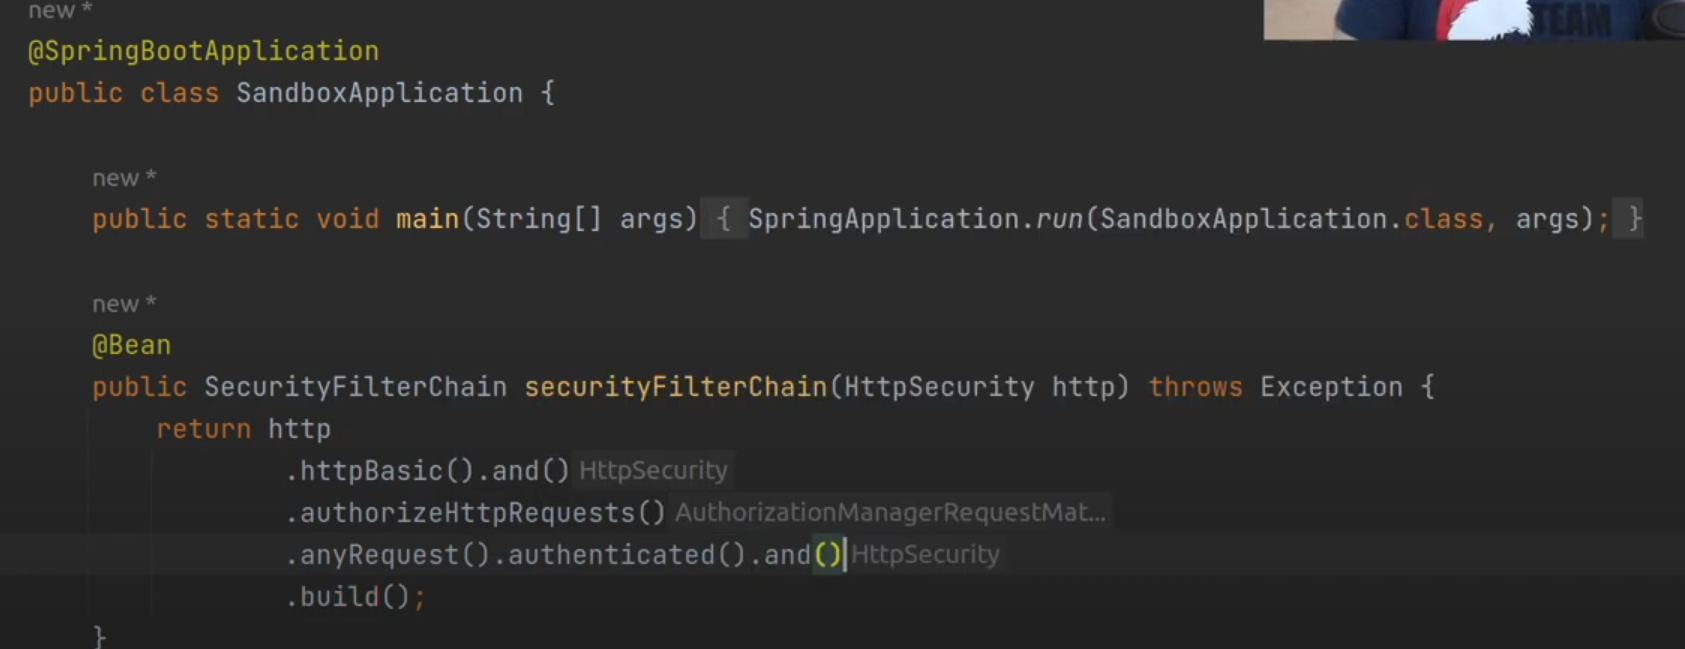 new *
TEAM
@SpringBootApplication
public class SandboxApplication {
new *
public static void main(String[] args) { SpringApplication.run(SandboxApplication.class, args); }
new *
@Bean
public SecurityFilterChain securityFilterChain(HttpSecurity http) throws Exception {
return http
.httpBasic().and() HttpSecurity
.authorizeHttpRequests() AuthorizationManagerRequestMat...
.anyRequest().authenticated().and() HttpSecurity
.build();
}